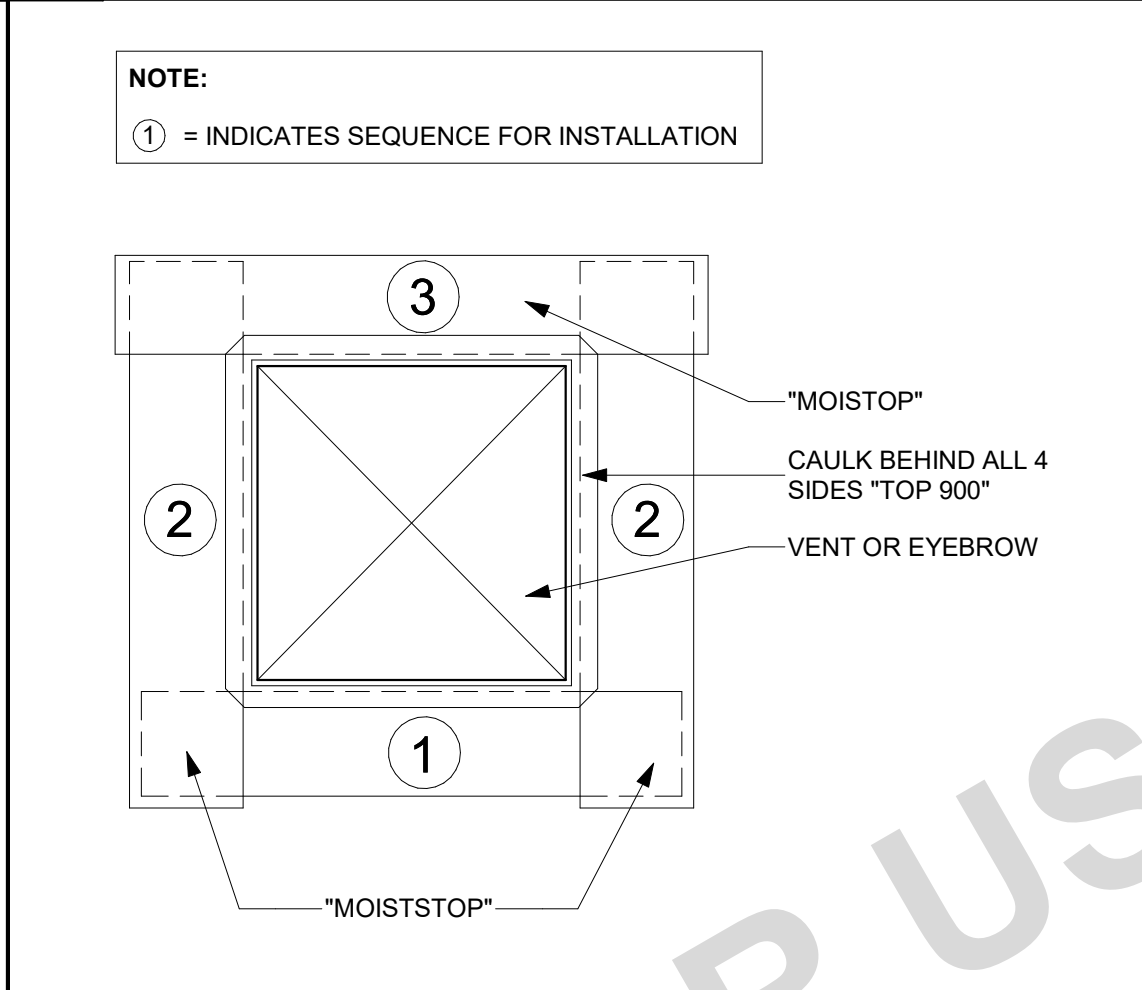 NOTE:
1 = INDICATES SEQUENCE FOR INSTALLATION
3
"MOISTOP"
CAULK BEHIND ALL 4
SIDES "TOP 900"
2
2
VENT OR EYEBROW
1
"MOISTSTOP"
US